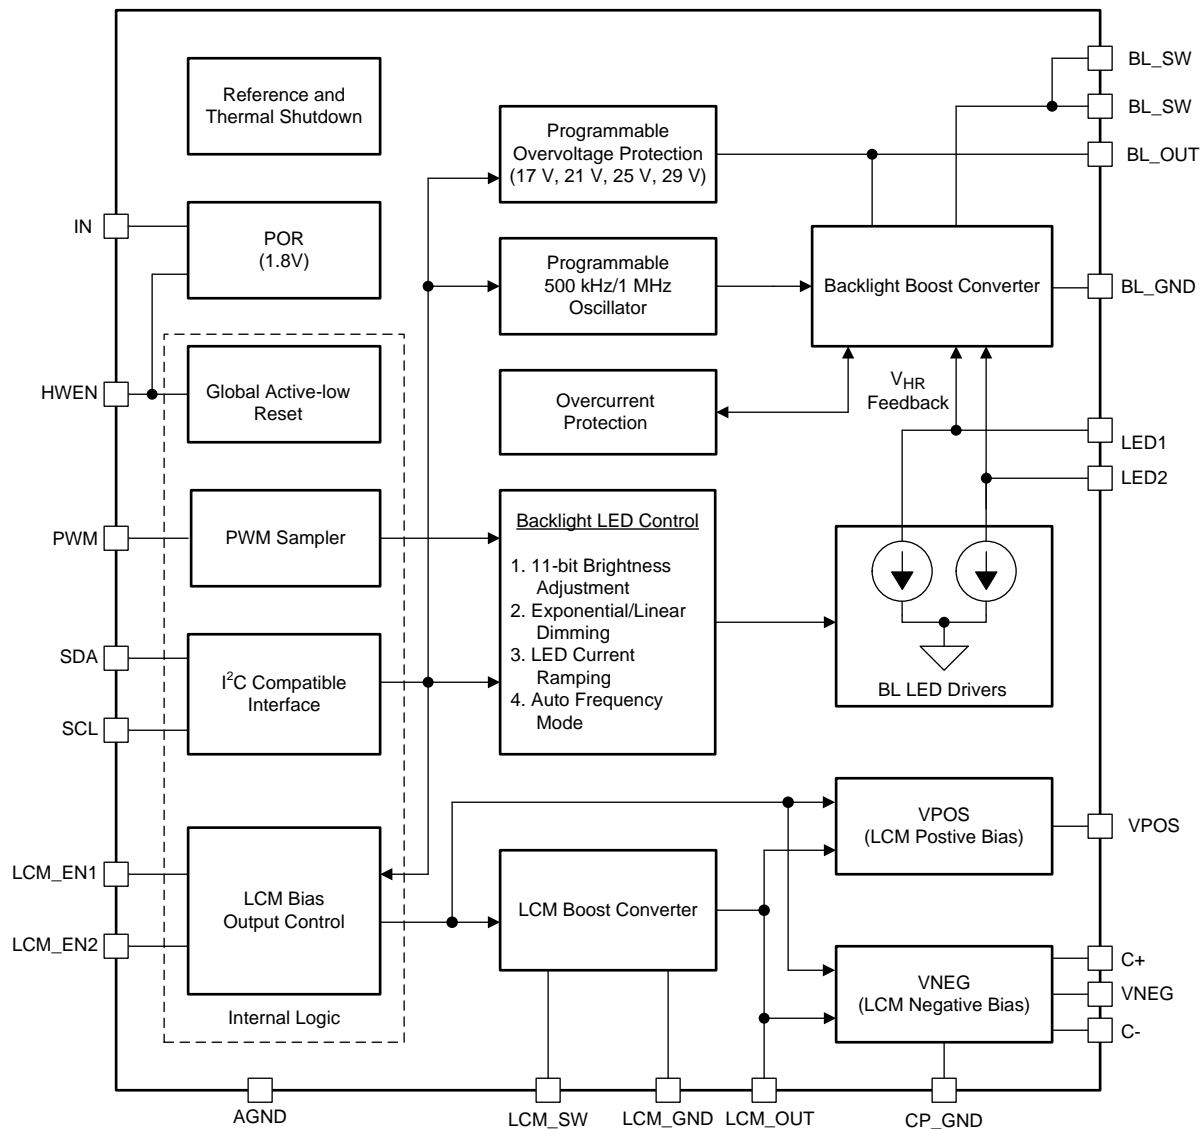 BL_SW
Reference and
Thermal Shutdown
BL_SW
Programmable
Overvoltage Protection
(17 V, 21 V, 25 V, 29 V)
BL_OUT
IN
POR
(1.8V)
Programmable
500 kHz/1 MHz
Oscillator
Backlight Boost Converter
BL_GND
HWEN
Global Active-low
Reset
Overcurrent
Protection
VHR
Feedback
LED1
LED2
PWM
PWM Sampler
Backlight LED Control
1. 11-bit Brightness
Adjustment
2. Exponential/Linear
Dimming
3. LED Current
Ramping
4. Auto Frequency
Mode
BL LED Drivers
SDA
I²C Compatible
Interface
SCL
VPOS
(LCM Postive Bias)
VPOS
LCM_EN1
LCM Bias
Output Control
LCM_EN2
LCM Boost Converter
VNEG
(LCM Negative Bias)
C+
VNEG
C-
Internal Logic
AGND
LCM_SW
LCM_GND
LCM_OUT
CP_GND